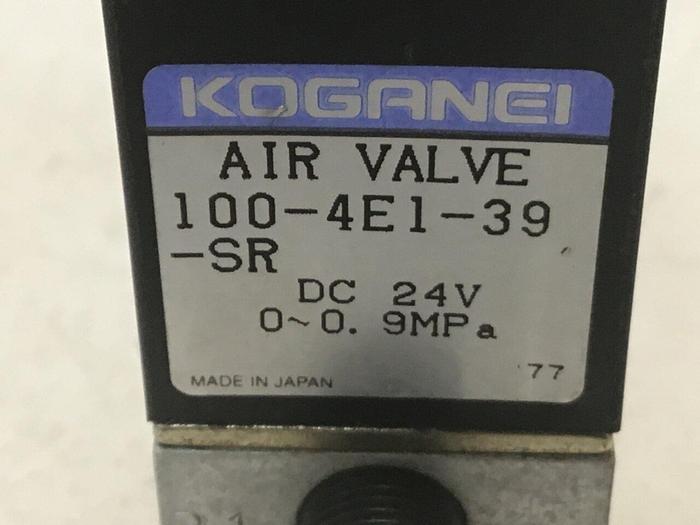 KOGANEI
AIR VALVE
100-4E1-39
-SR
DC 24V
0~0.9MPa
MADE IN JAPAN '77